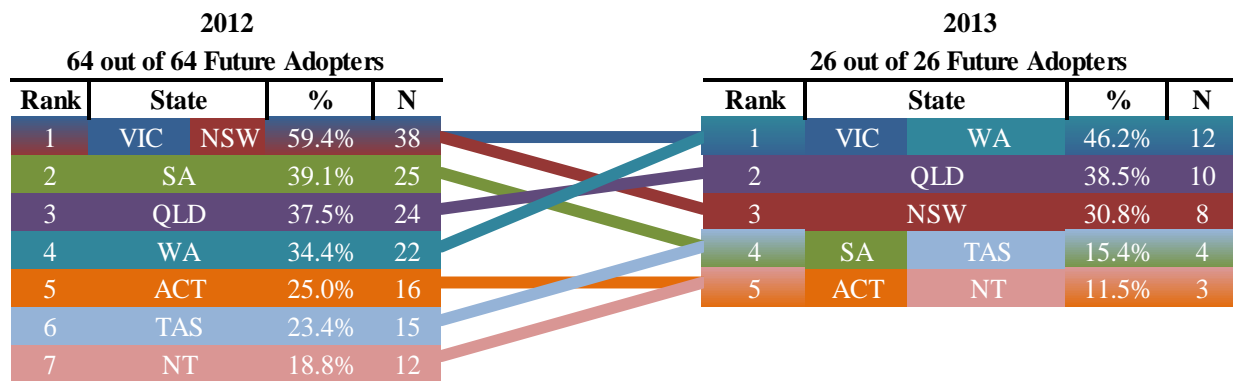 2012
64 out of 64 Future Adopters
Rank State % N
1 VIC NSW 59.4% 38
2 SA 39.1% 25
3 QLD 37.5% 24
4 WA 34.4% 22
5 ACT 25.0% 16
6 TAS 23.4% 15
7 NT 18.8% 12
2013
26 out of 26 Future Adopters
Rank State % N
1 VIC WA 46.2% 12
2 QLD 38.5% 10
3 NSW 30.8% 8
4 SA TAS 15.4% 4
5 ACT NT 11.5% 3